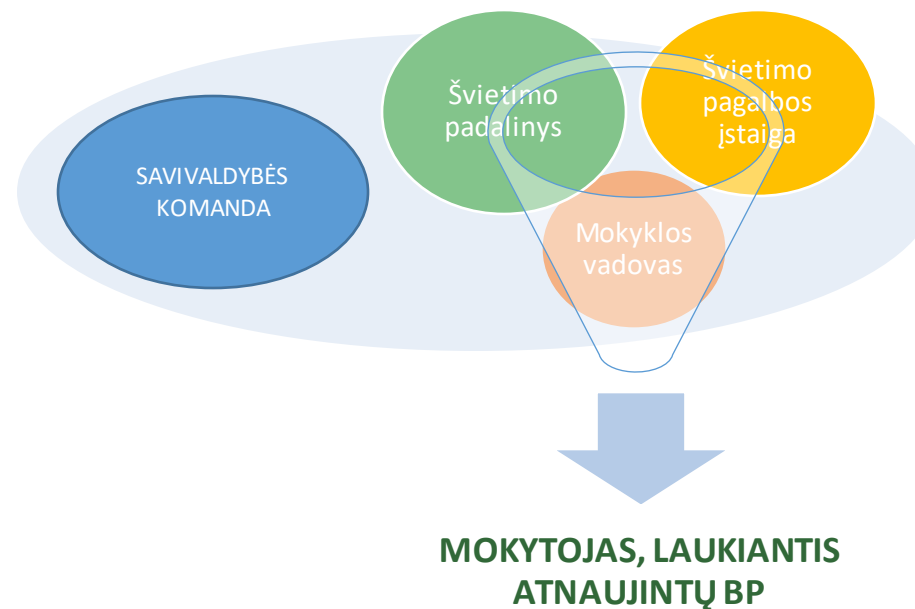 SAVIVALDYBĖS
KOMANDA
Švietimo
padalinys
Švietimo
pagalbos
įstaiga
Mokyklos
vadovas
MOKYTOJAS, LAUKIANTIS
ATNAUJINTŲ BP